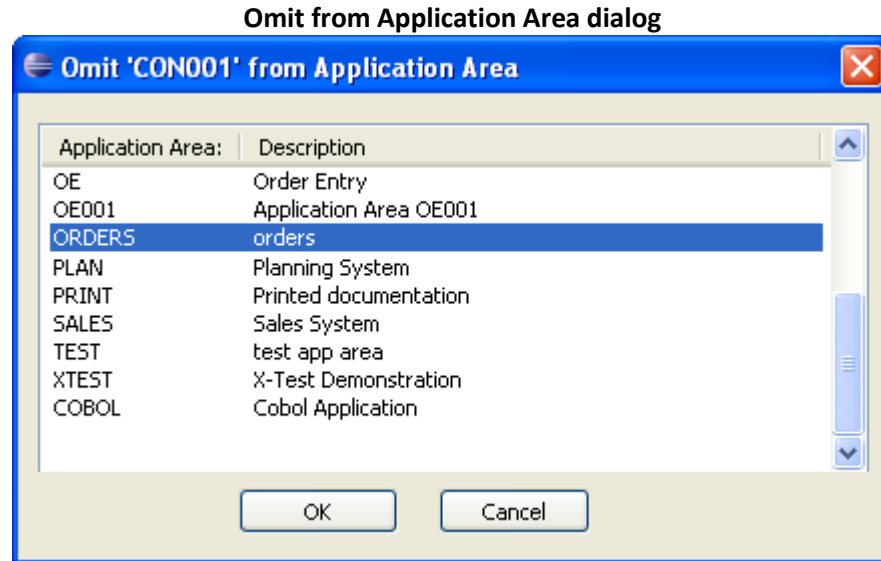 Omit from Application Area dialog
Omit 'CON001' from Application Area
Application Area: Description
OE Order Entry
OE001 Application Area OE001
ORDERS orders
PLAN Planning System
PRINT Printed documentation
SALES Sales System
TEST test app area
XTEST X-Test Demonstration
COBOL Cobol Application
OK Cancel